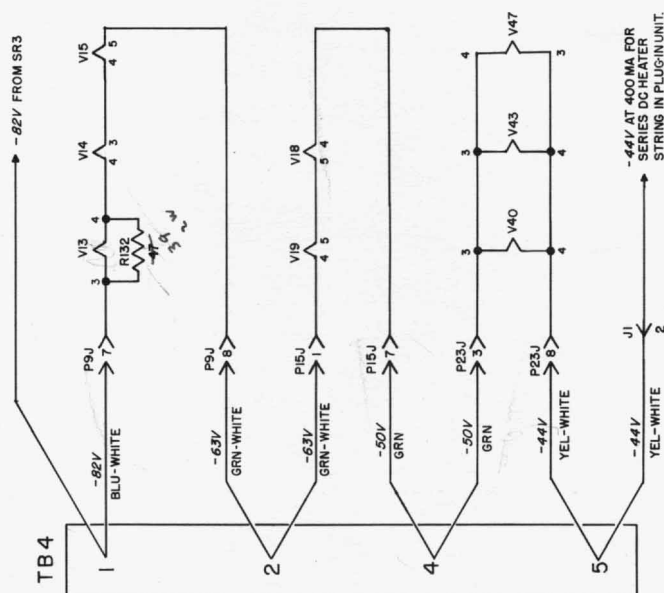 -82V FROM SR3
V15
4 5
V14
4 3
V13
3 4
R132
47
-82V
BLU-WHITE
P9J
7
-63V
GRN-WHITE
P9J
8
V18
5 4
V19
4 5
-63V
GRN-WHITE
P15J
1
-50V
GRN
P15J
7
V47
4 3
V43
3 4
V40
3 4
-50V
GRN
P23J
3
-44V
YEL-WHITE
P23J
8
-44V AT 400 MA FOR
SERIES DC HEATER
STRING IN PLUG-IN UNIT.
J1
2
-44V
YEL-WHITE
TB4
1
2
4
5